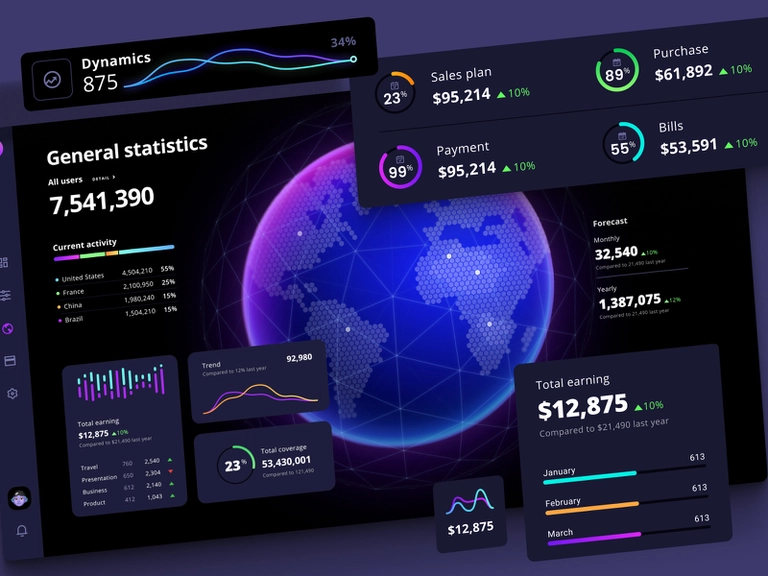 Dynamics
875
34%
23%
Sales plan
$95,214 10%
89%
Purchase
$61,892 10%
99%
Payment
$95,214 10%
55%
Bills
$53,591 10%
General statistics
All users DETAIL
7,541,390
Current activity
United States 4,504,210 55%
France 2,100,950 25%
China 1,980,240 15%
Brazil 1,504,210 15%
Forecast
Monthly
32,540 10%
Compared to 21,490 last year
Yearly
1,387,075 12%
Compared to 21,490 last year
Total earning
$12,875 10%
Compared to $21,490 last year
Travel 760 2,540
Presentation 650 2,304
Business 612 2,140
Product 412 1,043
Trend 92,980
Compared to 12% last year
23%
Total coverage
53,430,001
Compared to 121,490
$12,875
Total earning
$12,875 10%
Compared to $21,490 last year
January 613
February 613
March 613